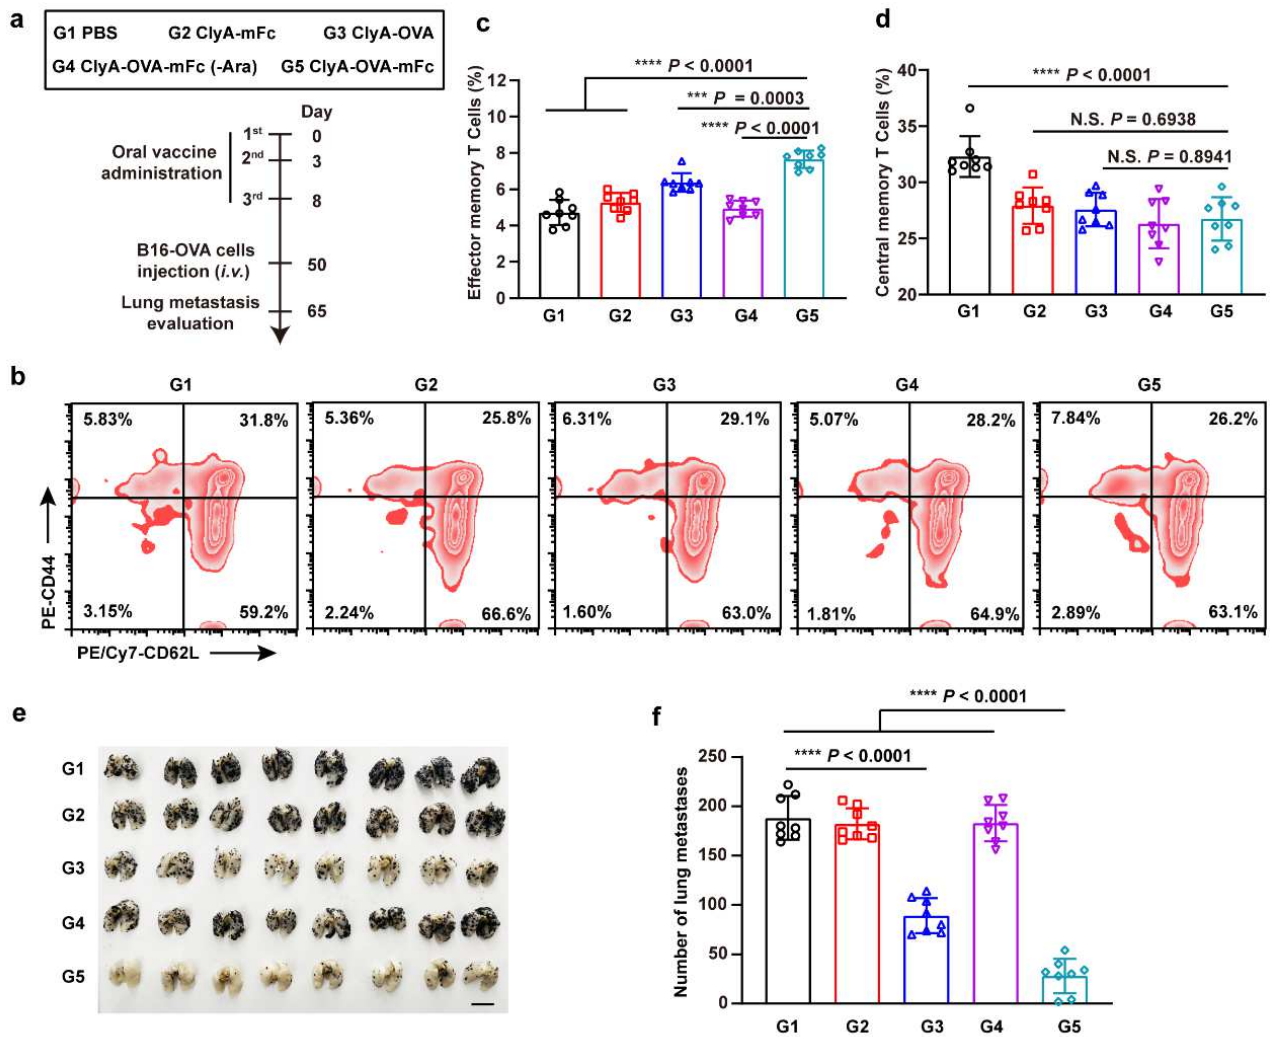 a
G1 PBS G2 ClyA-mFc G3 ClyA-OVA
G4 ClyA-OVA-mFc (-Ara) G5 ClyA-OVA-mFc
Day
Oral vaccine
administration
1st 0
2nd 3
3rd 8
B16-OVA cells
injection (i.v.)
50
Lung metastasis
evaluation
65
c
Effector memory T Cells (%)
**** P < 0.0001
*** P = 0.0003
**** P < 0.0001
12
10
8
6
4
2
0
G1 G2 G3 G4 G5
d
Central memory T Cells (%)
**** P < 0.0001
N.S. P = 0.6938
N.S. P = 0.8941
40
35
30
25
20
G1 G2 G3 G4 G5
b
G1 G2 G3 G4 G5
5.83% 31.8% 5.36% 25.8% 6.31% 29.1% 5.07% 28.2% 7.84% 26.2%
3.15% 59.2% 2.24% 66.6% 1.60% 63.0% 1.81% 64.9% 2.89% 63.1%
PE-CD44
PE/Cy7-CD62L
e
G1
G2
G3
G4
G5
f
Number of lung metastases
**** P < 0.0001
**** P < 0.0001
250
200
150
100
50
0
G1 G2 G3 G4 G5